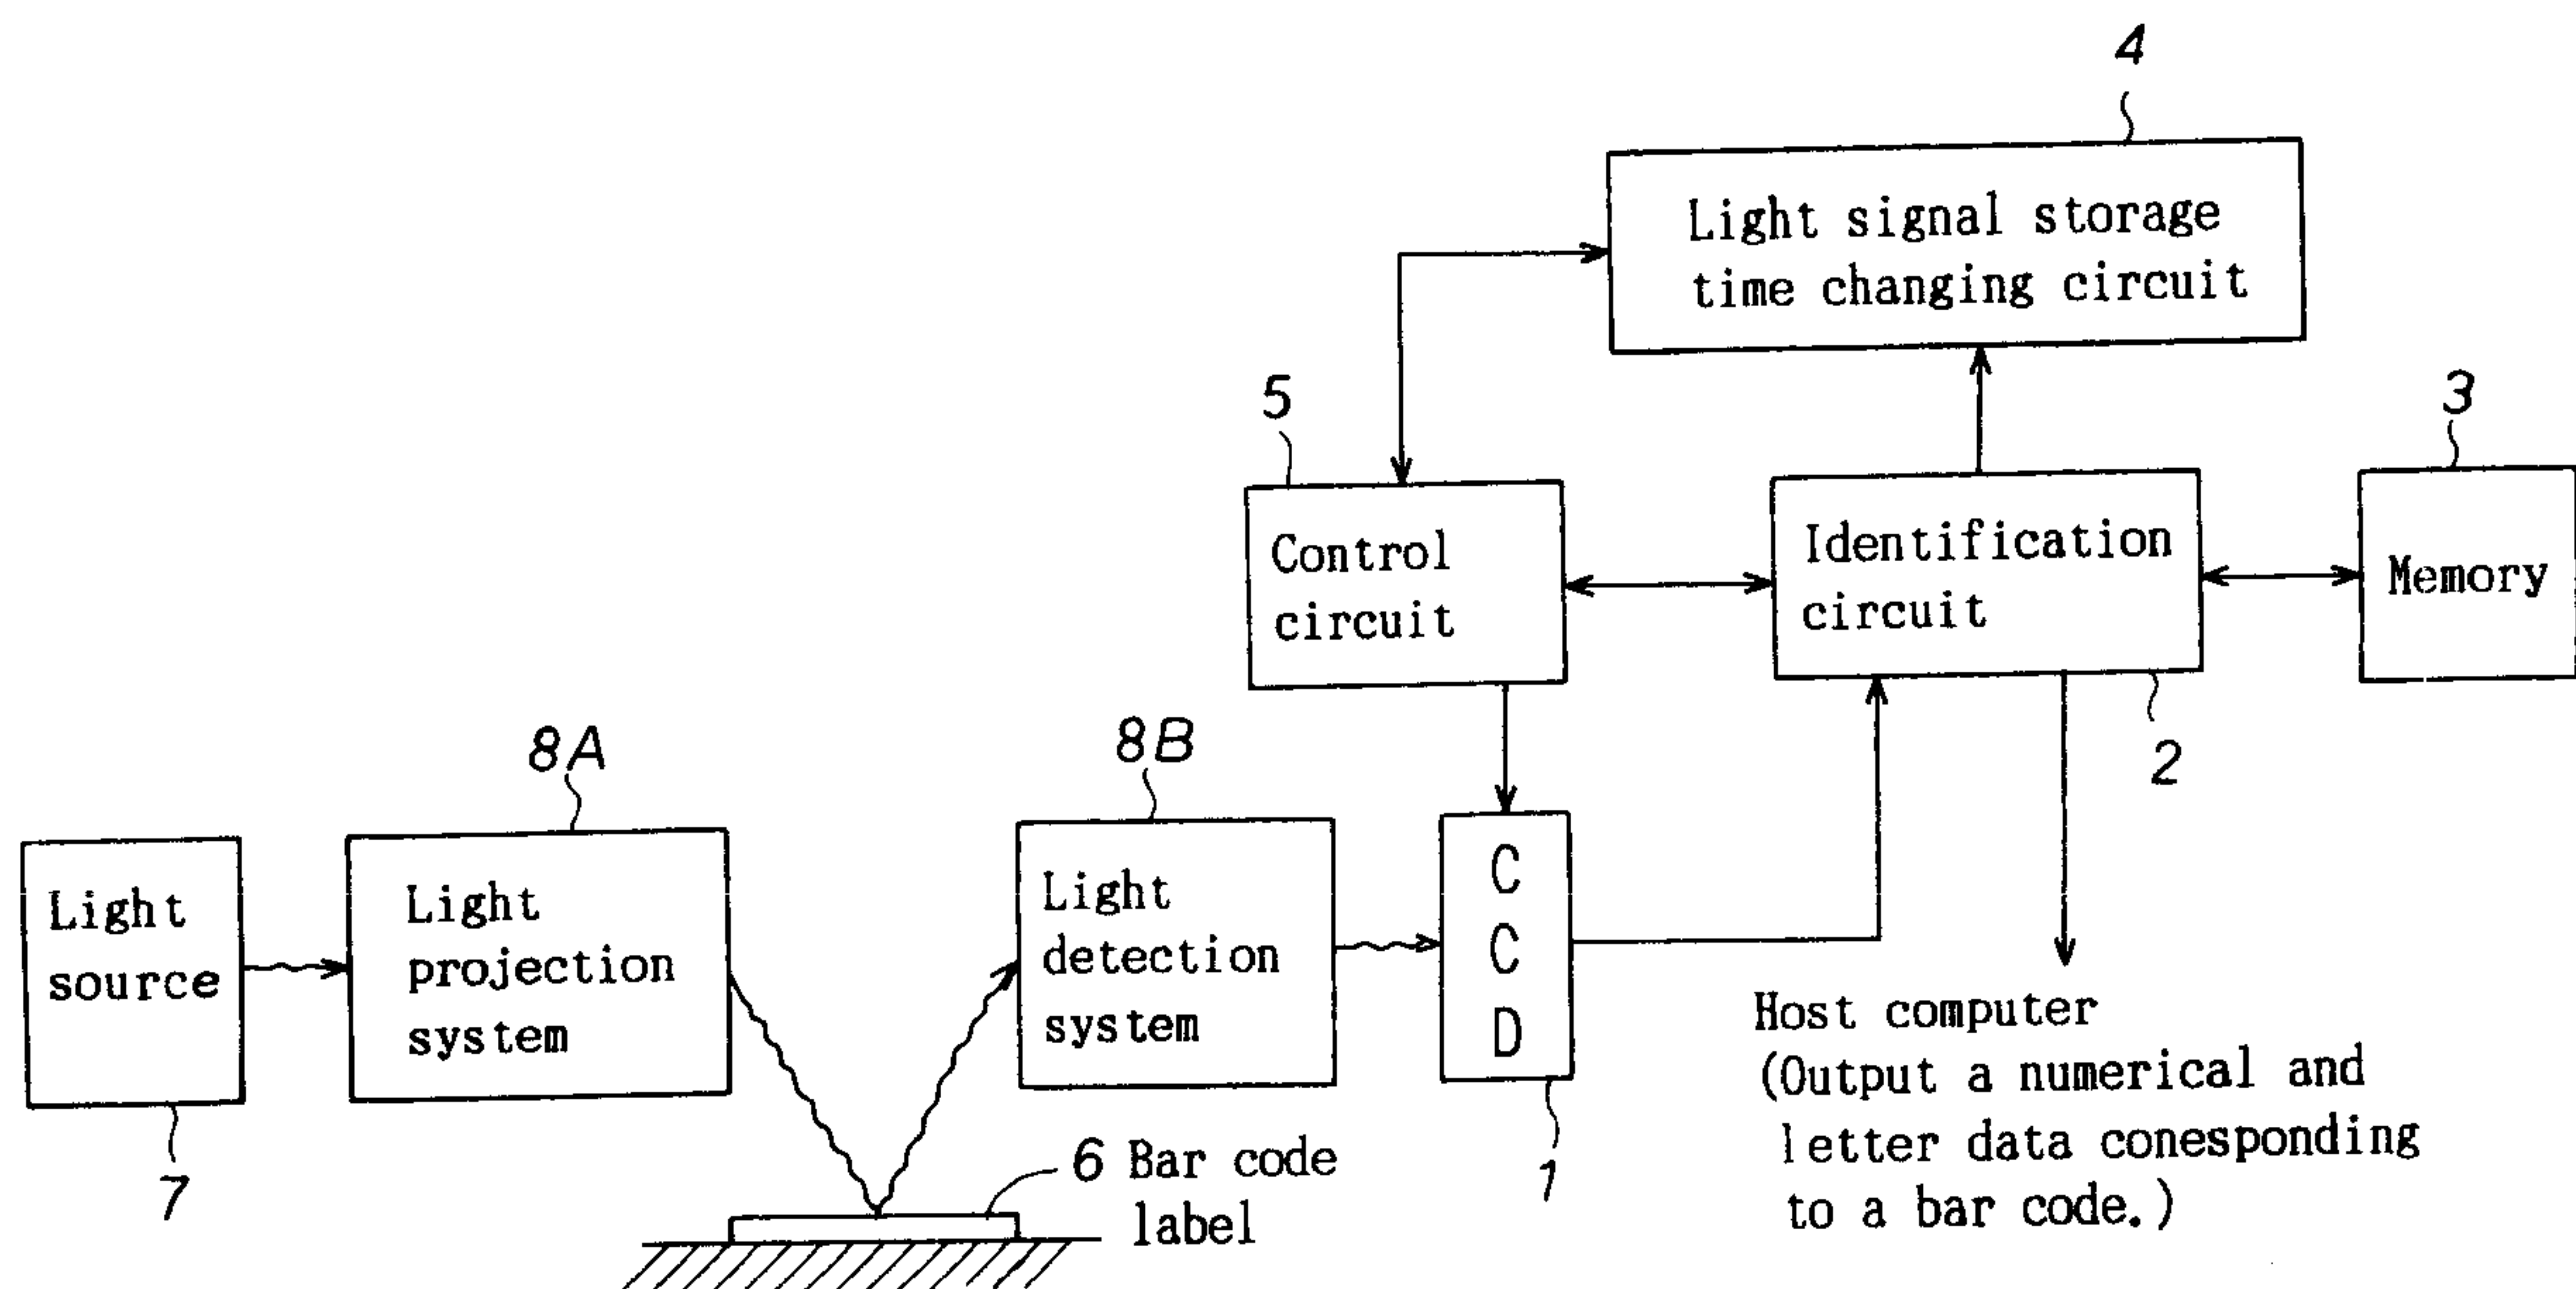 4
Light signal storage
time changing circuit
5
3
Control
circuit
Identification
circuit
Memory
8A
8B
2
Light
source
Light
projection
system
Light
detection
system
C
C
D
Host computer
(Output a numerical and
letter data conesponding
to a bar code.)
7
6 Bar code
label
1